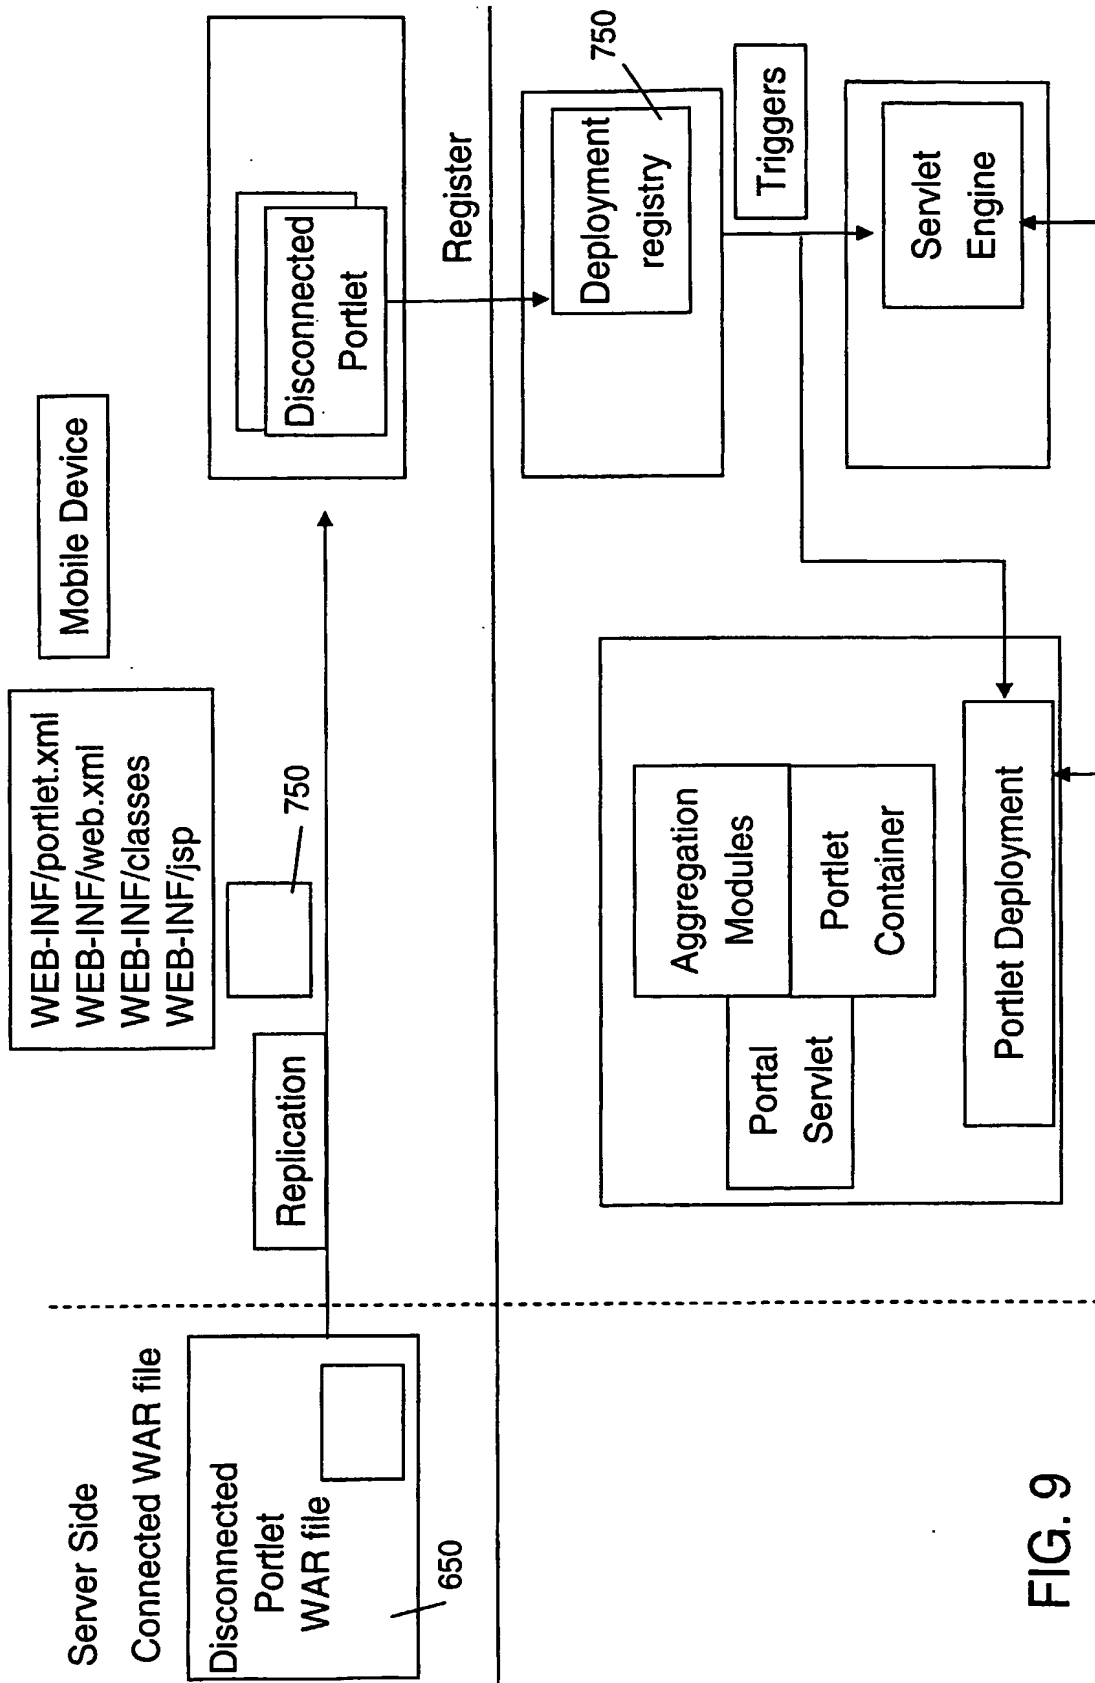 Server Side
Connected WAR file
Disconnected
Portlet
WAR file
650
Replication
WEB-INF/portlet.xml
WEB-INF/web.xml
WEB-INF/classes
WEB-INF/jsp
750
Mobile Device
Disconnected
Portlet
Register
Deployment
registry
750
Triggers
Servlet
Engine
Aggregation
Modules
Portlet
Container
Portal
Servlet
Portlet Deployment
FIG. 9